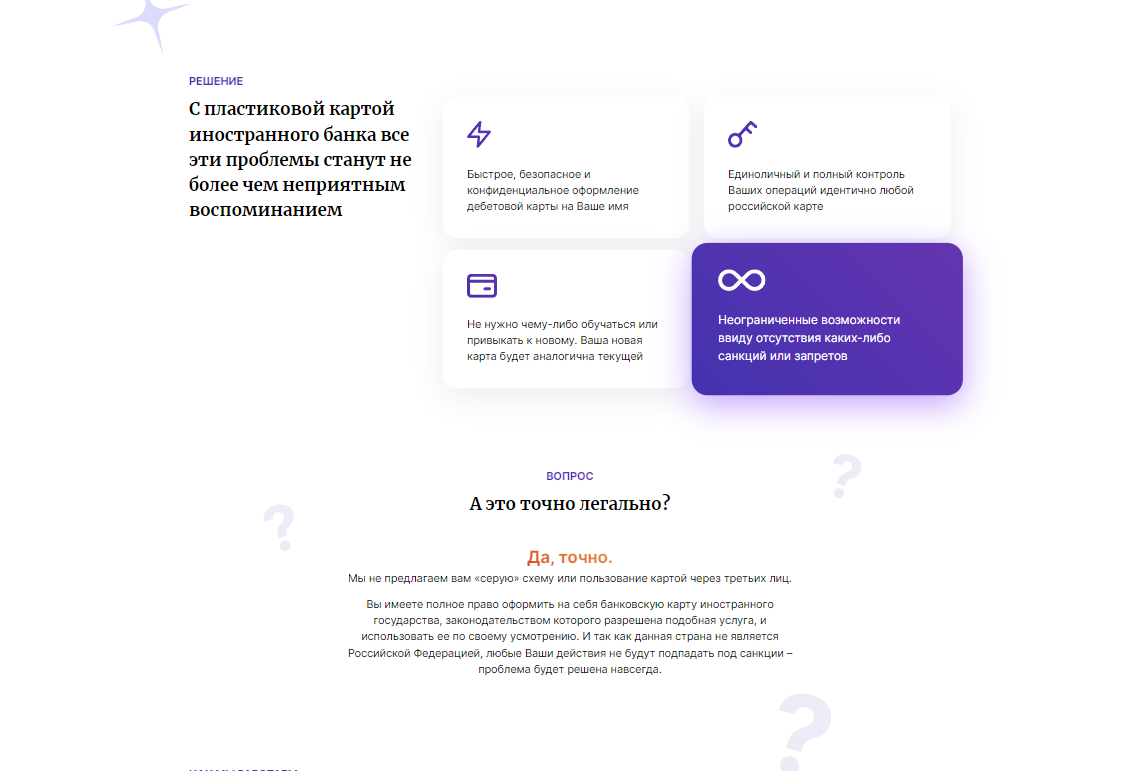 РЕШЕНИЕ
С пластиковой картой
иностранного банка все
эти проблемы станут не
более чем неприятным
воспоминанием
Быстрое, безопасное и
конфиденциальное оформление
дебетовой карты на Ваше имя
Единоличный и полный контроль
Ваших операций идентично любой
российской карте
Не нужно чему-либо обучаться или
привыкать к новому. Ваша новая
карта будет аналогична текущей
Неограниченные возможности
ввиду отсутствия каких-либо
санкций или запретов
ВОПРОС
А это точно легально?
Да, точно.
Мы не предлагаем вам «серую» схему или пользование картой через третьих лиц.
Вы имеете полное право оформить на себя банковскую карту иностранного
государства, законодательством которого разрешена подобная услуга, и
использовать ее по своему усмотрению. И так как данная страна не является
Российской Федерацией, любые Ваши действия не будут подпадать под санкции –
проблема будет решена навсегда.